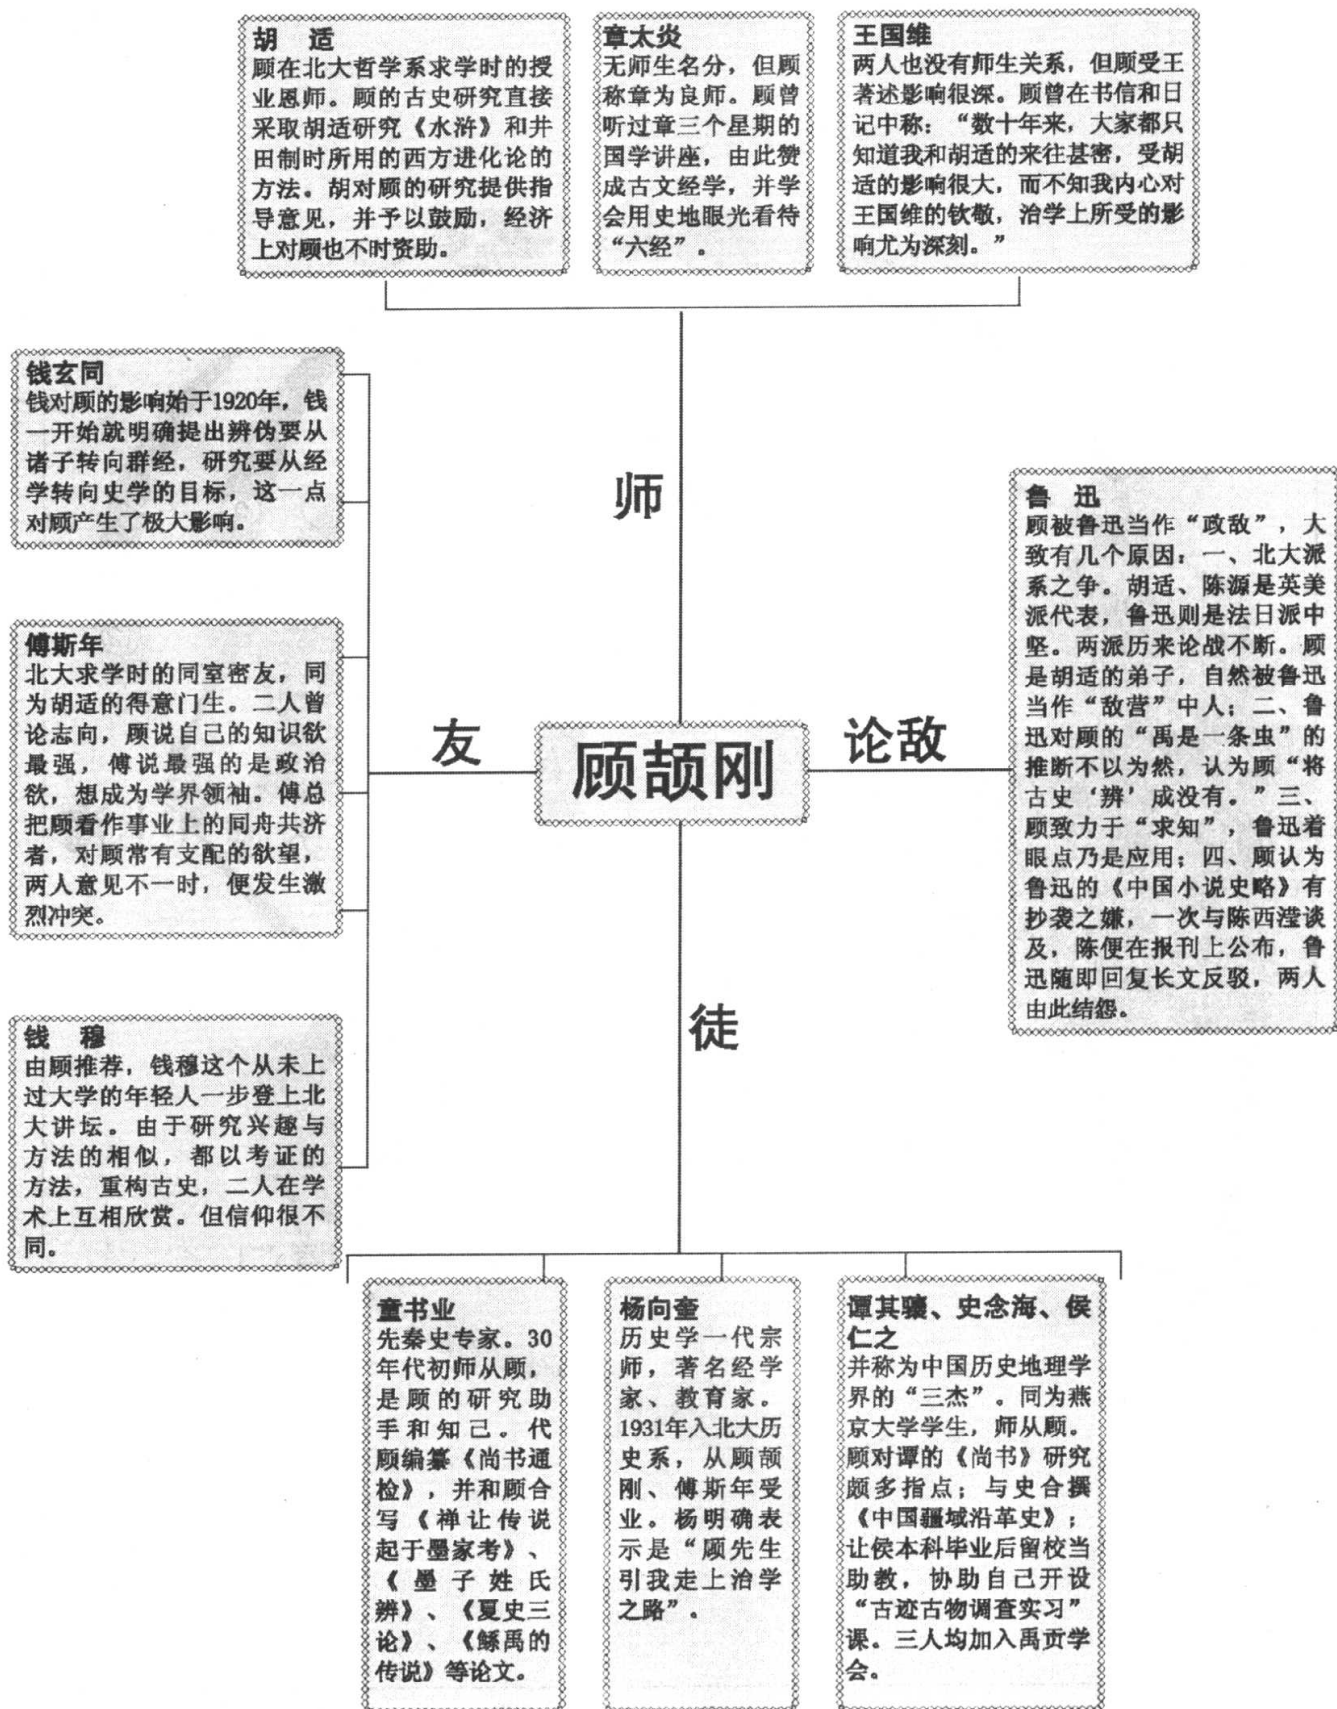 胡 适
顾在北大哲学系求学时的授
业恩师。顾的古史研究直接
采取胡适研究《水浒》和井
田制时所用的西方进化论的
方法。胡对顾的研究提供指
导意见，并予以鼓励，经济
上对顾也不时资助。
章太炎
无师生名分，但顾
称章为良师。顾曾
听过章三个星期的
国学讲座，由此赞
成古文经学，并学
会用史地眼光看待
“六经”。
王国维
两人也没有师生关系，但顾受王
著述影响很深。顾曾在书信和日
记中称：“数十年来，大家都只
知道我和胡适的来往甚密，受胡
适的影响很大，而不知我内心对
王国维的钦敬，治学上所受的影
响尤为深刻。”
师
钱玄同
钱对顾的影响始于1920年，钱
一开始就明确提出辨伪要从
诸子转向群经，研究要从经
学转向史学的目标，这一点
对顾产生了极大影响。
傅斯年
北大求学时的同室密友，同
为胡适的得意门生。二人曾
论志向，顾说自己的知识欲
最强，傅说最强的是政治
欲，想成为学界领袖。傅总
把顾看作事业上的同舟共济
者，对顾常有支配的欲望，
两人意见不一时，便发生激
烈冲突。
钱 穆
由顾推荐，钱穆这个从未上
过大学的年轻人一步登上北
大讲坛。由于研究兴趣与
方法的相似，都以考证的
方法，重构古史，二人在学
术上互相欣赏。但信仰很不
同。
友
顾颉刚
论敌
鲁 迅
顾被鲁迅当作“政敌”，大
致有几个原因：一、北大派
系之争。胡适、陈源是英美
派代表，鲁迅则是法日派中
坚。两派历来论战不断。顾
是胡适的弟子，自然被鲁迅
当作“敌营”中人；二、鲁
迅对顾的“禹是一条虫”的
推断不以为然，认为顾“将
古史‘辨’成没有。”三、
顾致力于“求知”，鲁迅着
眼点乃是应用；四、顾认为
鲁迅的《中国小说史略》有
抄袭之嫌，一次与陈西滢谈
及，陈便在报刊上公布，鲁
迅随即回复长文反驳，两人
由此结怨。
徒
童书业
先秦史专家。30
年代初师从顾，
是顾的研究助
手和知己。代
顾编纂《尚书通
检》，并和顾合
写《禅让传说
起于墨家考》、
《墨子姓氏
辨》、《夏史三
论》、《鲧禹的
传说》等论文。
杨向奎
历史学一代宗
师，著名经学
家、教育家。
1931年入北大历
史系，从顾颉
刚、傅斯年受
业。杨明确表
示是“顾先生
引我走上治学
之路”。
谭其骧、史念海、侯
仁之
并称为中国历史地理学
界的“三杰”。同为燕
京大学学生，师从顾。
顾对谭的《尚书》研究
颇多指点；与史合撰
《中国疆域沿革史》；
让侯本科毕业后留校当
助教，协助自己开设
“古迹古物调查实习”
课。三人均加入禹贡学
会。